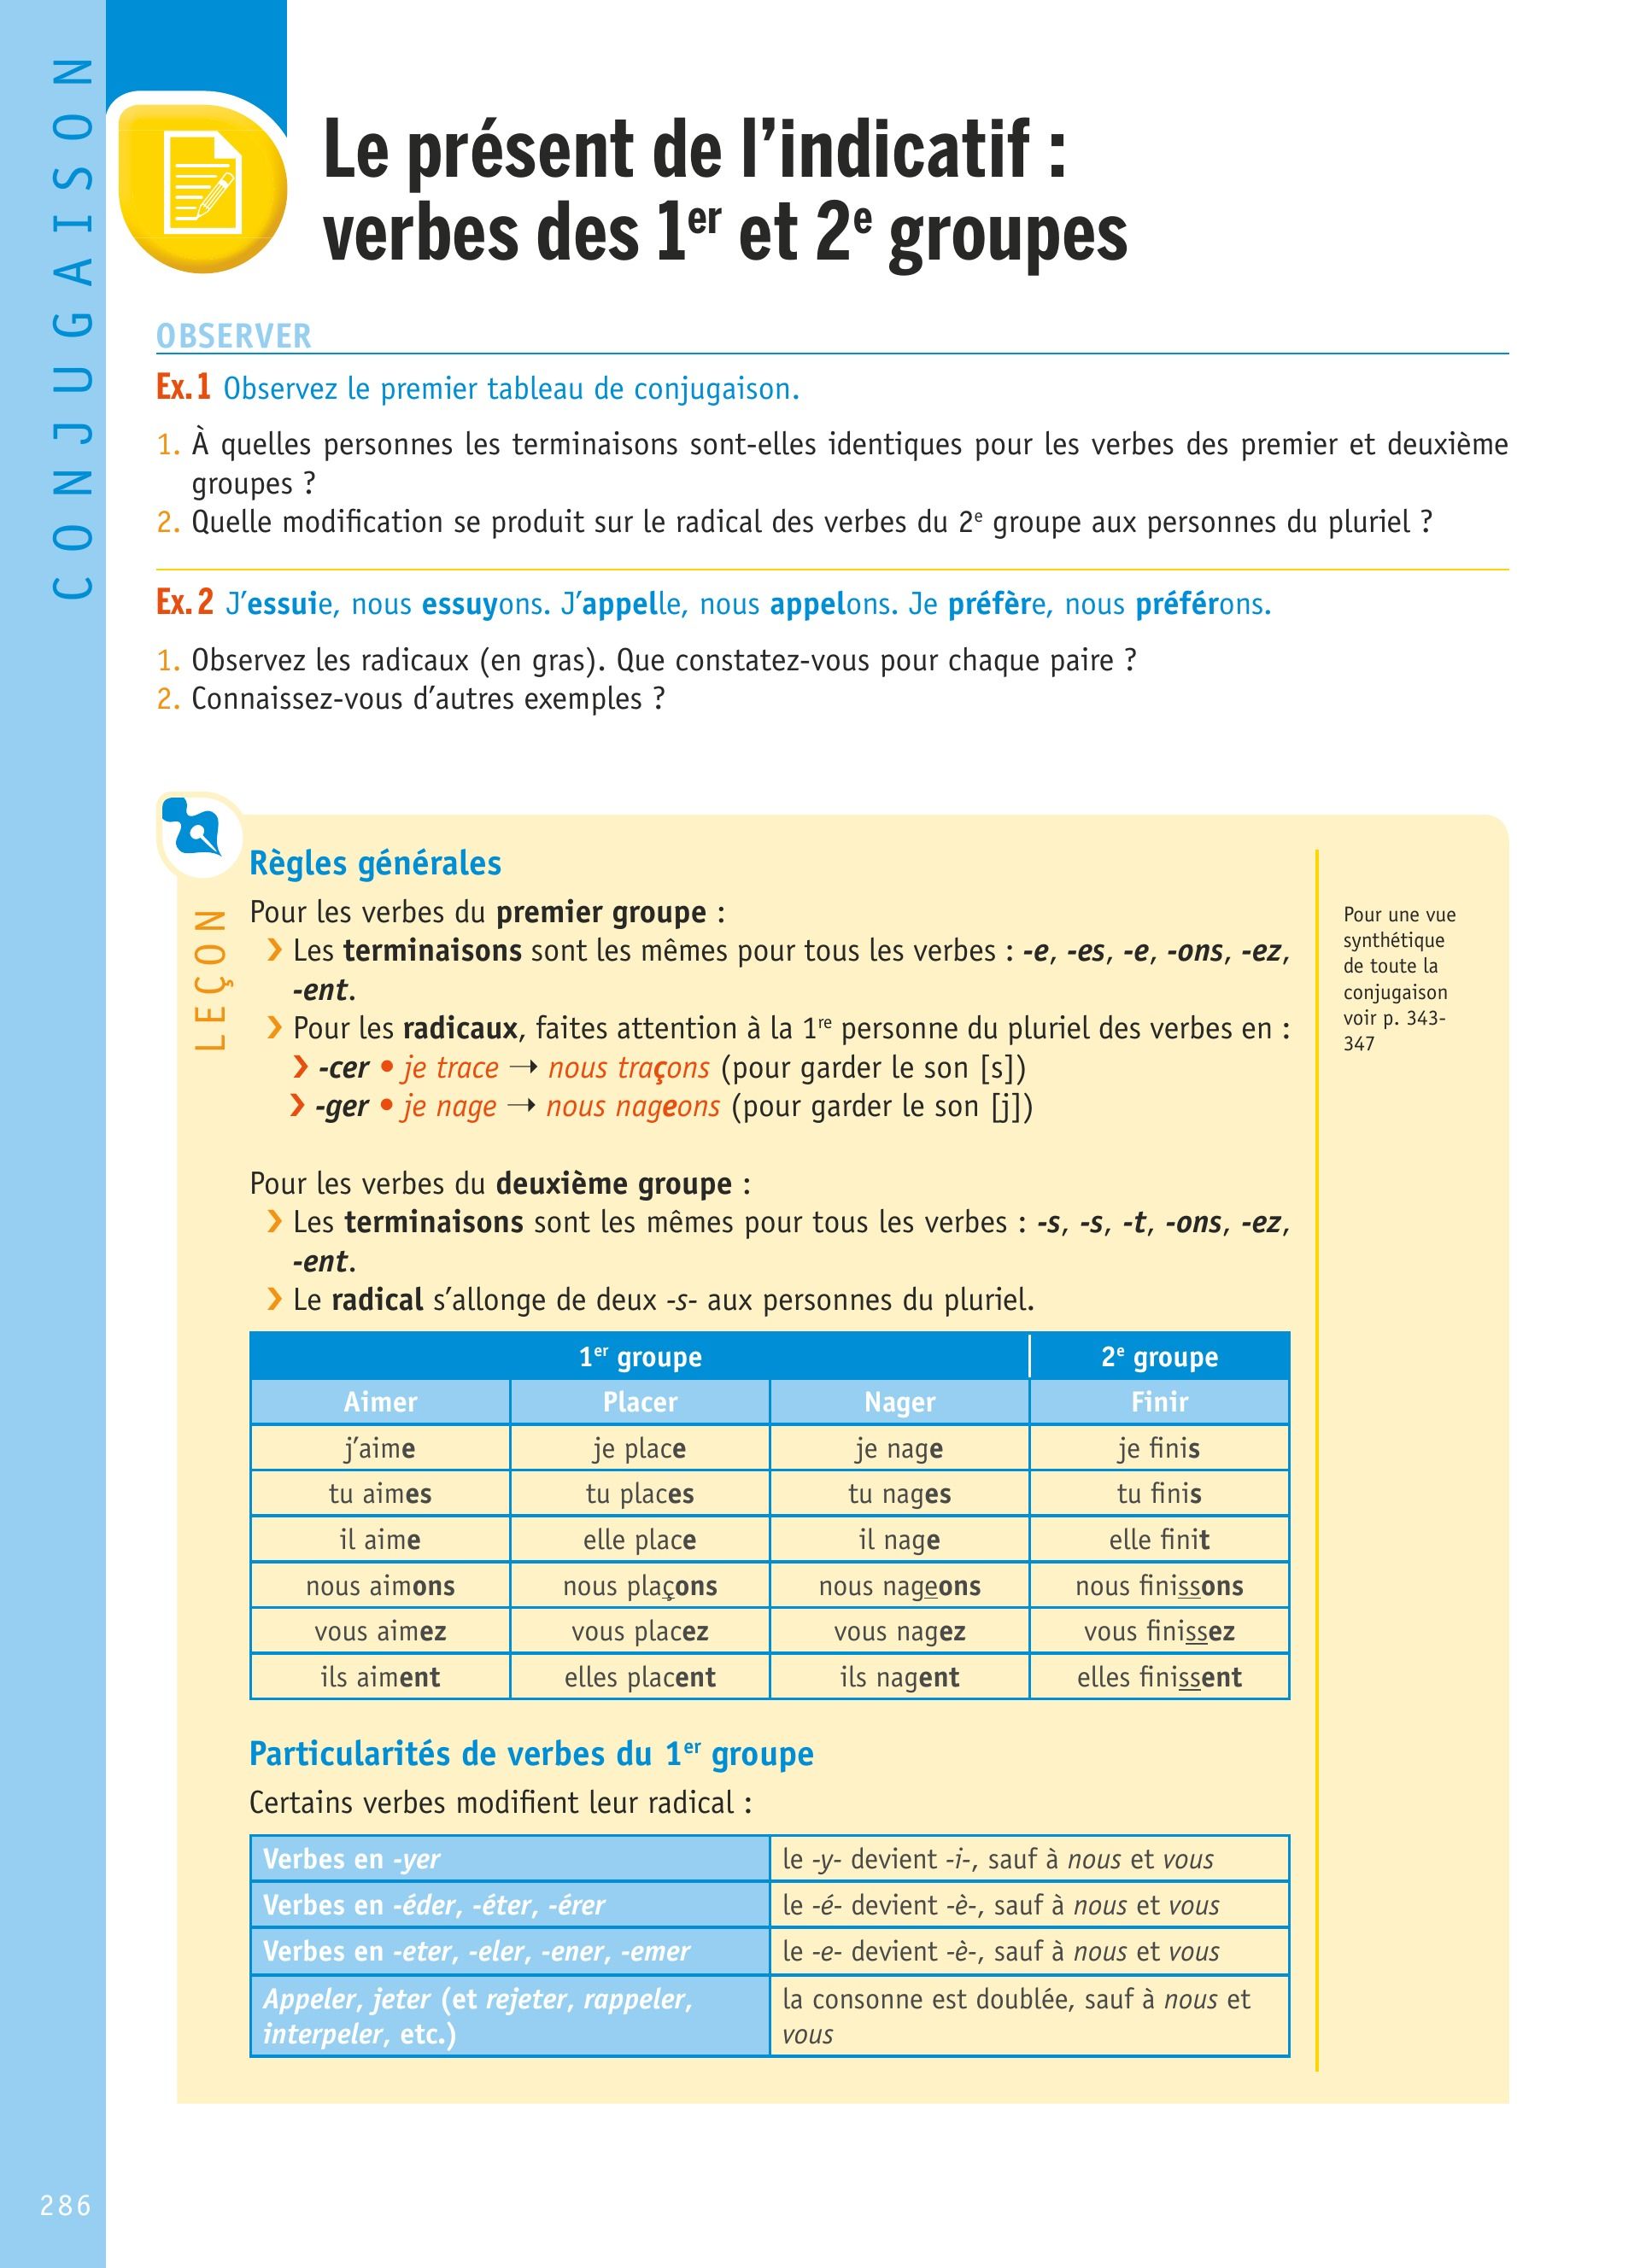 CONJUGAISON
Le présent de l'indicatif :
verbes des 1er et 2e groupes
OBSERVER
Ex. 1 Observez le premier tableau de conjugaison.
1. À quelles personnes les terminaisons sont-elles identiques pour les verbes des premier et deuxième
groupes ?
2. Quelle modification se produit sur le radical des verbes du 2e groupe aux personnes du pluriel ?
Ex. 2 J'essuie, nous essuyons. J'appelle, nous appelons. Je préfère, nous préférons.
1. Observez les radicaux (en gras). Que constatez-vous pour chaque paire ?
2. Connaissez-vous d'autres exemples ?
LEÇON
Règles générales
Pour les verbes du premier groupe :
› Les terminaisons sont les mêmes pour tous les verbes : -e, -es, -e, -ons, -ez,
-ent.
› Pour les radicaux, faites attention à la 1re personne du pluriel des verbes en :
› -cer • je trace → nous traçons (pour garder le son [s])
› -ger • je nage → nous nageons (pour garder le son [j])
Pour les verbes du deuxième groupe :
› Les terminaisons sont les mêmes pour tous les verbes : -s, -s, -t, -ons, -ez,
-ent.
› Le radical s'allonge de deux -s- aux personnes du pluriel.
1er groupe 2e groupe
Aimer Placer Nager Finir
j'aime je place je nage je finis
tu aimes tu places tu nages tu finis
il aime elle place il nage elle finit
nous aimons nous plaçons nous nageons nous finissons
vous aimez vous placez vous nagez vous finissez
ils aiment elles placent ils nagent elles finissent
Particularités de verbes du 1er groupe
Certains verbes modifient leur radical :
Verbes en -yer le -y- devient -i-, sauf à nous et vous
Verbes en -éder, -éter, -érer le -é- devient -è-, sauf à nous et vous
Verbes en -eter, -eler, -ener, -emer le -e- devient -è-, sauf à nous et vous
Appeler, jeter (et rejeter, rappeler,
interpeler, etc.)
la consonne est doublée, sauf à nous et
vous
Pour une vue
synthétique
de toute la
conjugaison
voir p. 343-
347
286